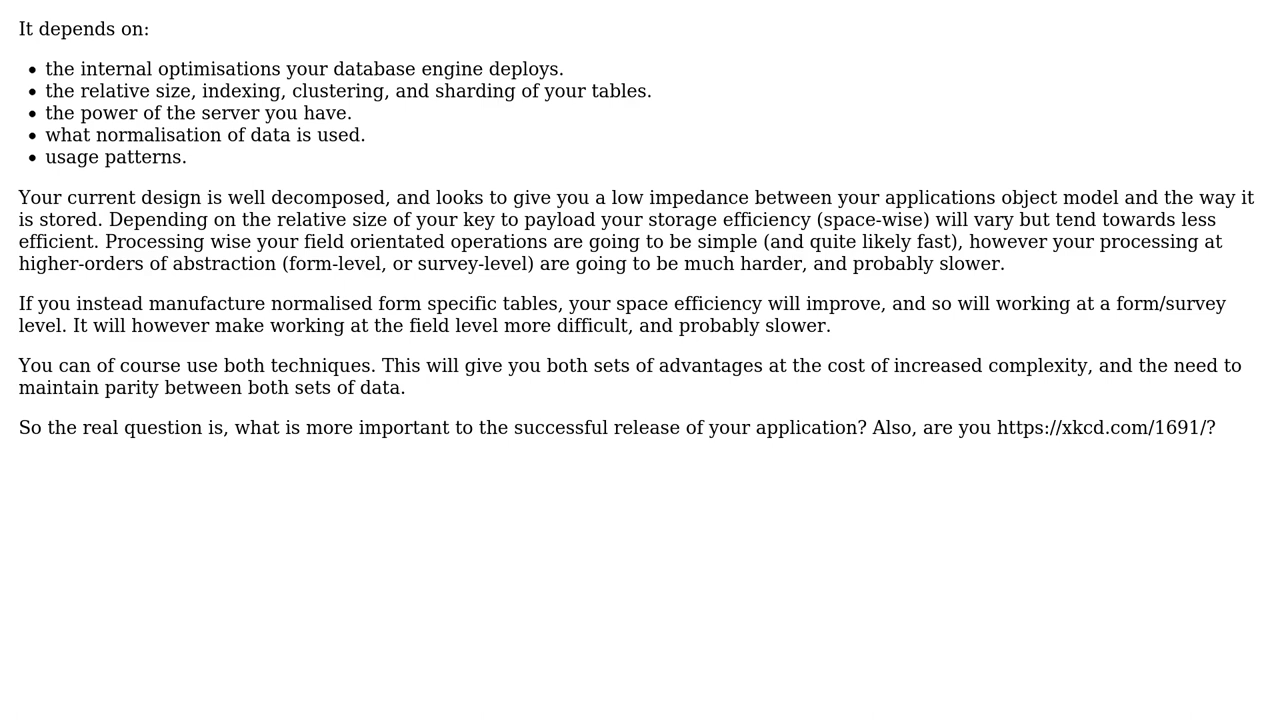 It depends on:
• the internal optimisations your database engine deploys.
• the relative size, indexing, clustering, and sharding of your tables.
• the power of the server you have.
• what normalisation of data is used.
• usage patterns.
Your current design is well decomposed, and looks to give you a low impedance between your applications object model and the way it
is stored. Depending on the relative size of your key to payload your storage efficiency (space-wise) will vary but tend towards less
efficient. Processing wise your field orientated operations are going to be simple (and quite likely fast), however your processing at
higher-orders of abstraction (form-level, or survey-level) are going to be much harder, and probably slower.
If you instead manufacture normalised form specific tables, your space efficiency will improve, and so will working at a form/survey
level. It will however make working at the field level more difficult, and probably slower.
You can of course use both techniques. This will give you both sets of advantages at the cost of increased complexity, and the need to
maintain parity between both sets of data.
So the real question is, what is more important to the successful release of your application? Also, are you https://xkcd.com/1691/?